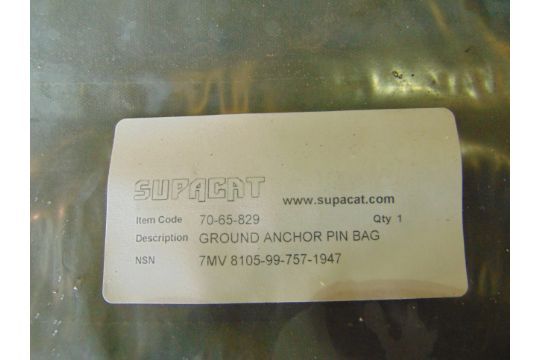 SUPACAT www.supacat.com
Item Code 70-65-829 Qty 1
Description GROUND ANCHOR PIN BAG
NSN 7MV 8105-99-757-1947